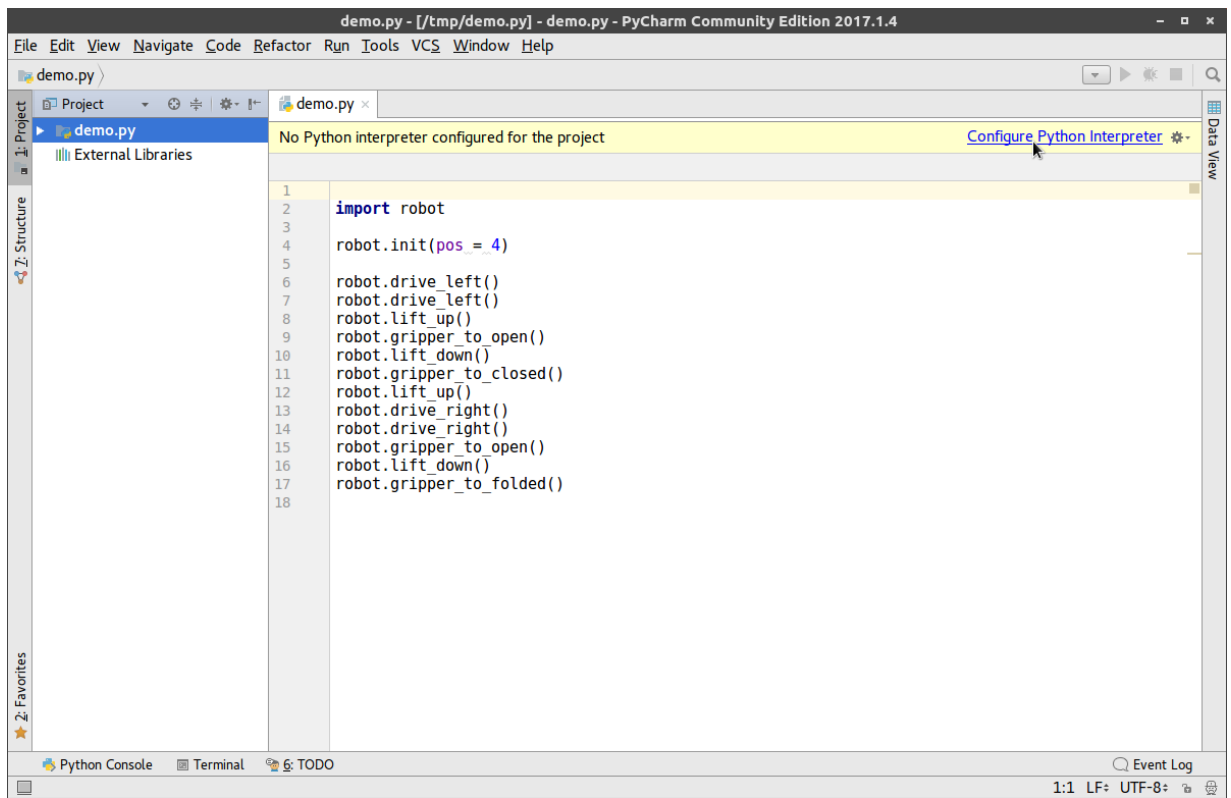 demo.py - [/tmp/demo.py] - demo.py - PyCharm Community Edition 2017.1.4
File Edit View Navigate Code Refactor Run Tools VCS Window Help
demo.py
1: Project
7: Structure
2: Favorites
Project
demo.py
External Libraries
demo.py
No Python interpreter configured for the project Configure Python Interpreter
Data View
1
2 import robot
3
4 robot.init(pos = 4)
5
6 robot.drive_left()
7 robot.drive_left()
8 robot.lift_up()
9 robot.gripper_to_open()
10 robot.lift_down()
11 robot.gripper_to_closed()
12 robot.lift_up()
13 robot.drive_right()
14 robot.drive_right()
15 robot.gripper_to_open()
16 robot.lift_down()
17 robot.gripper_to_folded()
18
Python Console Terminal 6: TODO Event Log
1:1 LF UTF-8